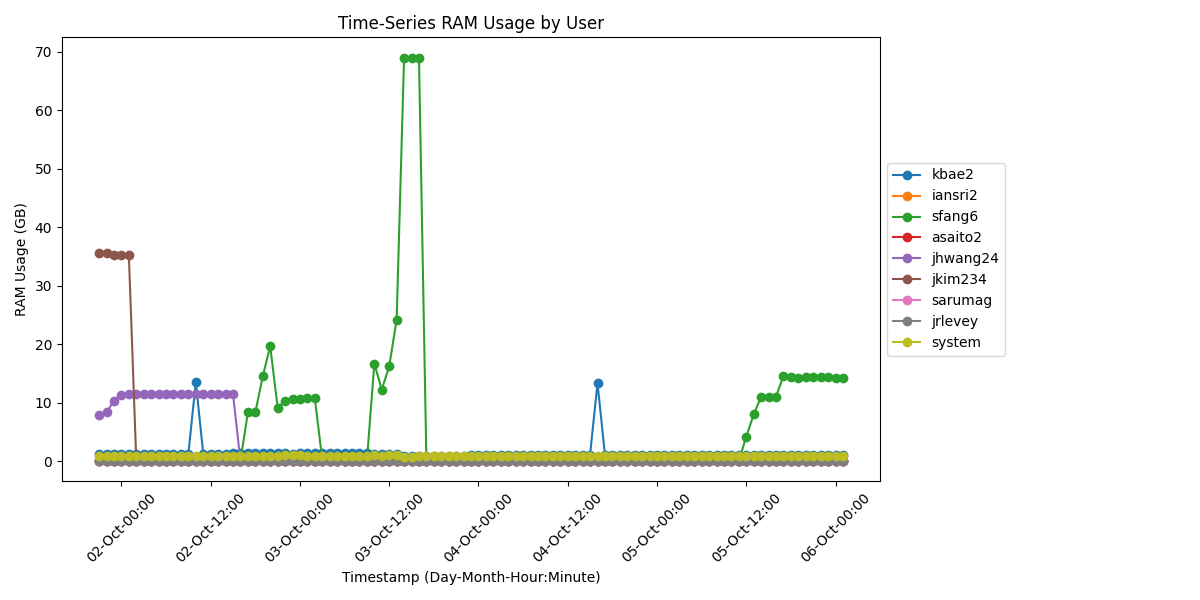 Time-Series RAM Usage by User
RAM Usage (GB)
70
60
50
40
30
20
10
0
02-Oct-00:00
02-Oct-12:00
03-Oct-00:00
03-Oct-12:00
04-Oct-00:00
04-Oct-12:00
05-Oct-00:00
05-Oct-12:00
06-Oct-00:00
Timestamp (Day-Month-Hour:Minute)
kbae2
iansri2
sfang6
asaito2
jhwang24
jkim234
sarumag
jrlevey
system